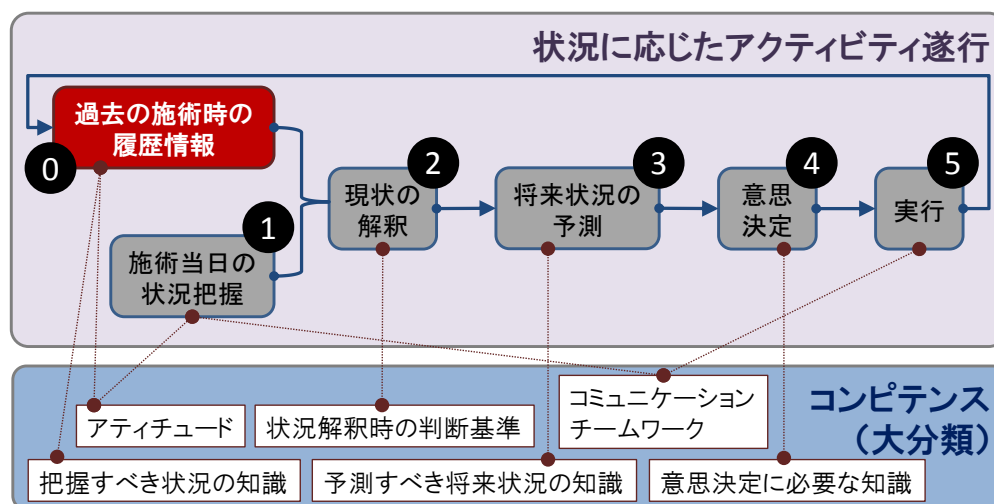 状況に応じたアクティビティ遂行
過去の施術時の
履歴情報
0
1
施術当日の
状況把握
2
現状の
解釈
3
将来状況の
予測
4
意思
決定
5
実行
コンピテンス
（大分類）
アティチュード
状況解釈時の判断基準
コミュニケーション
チームワーク
把握すべき状況の知識
予測すべき将来状況の知識
意思決定に必要な知識